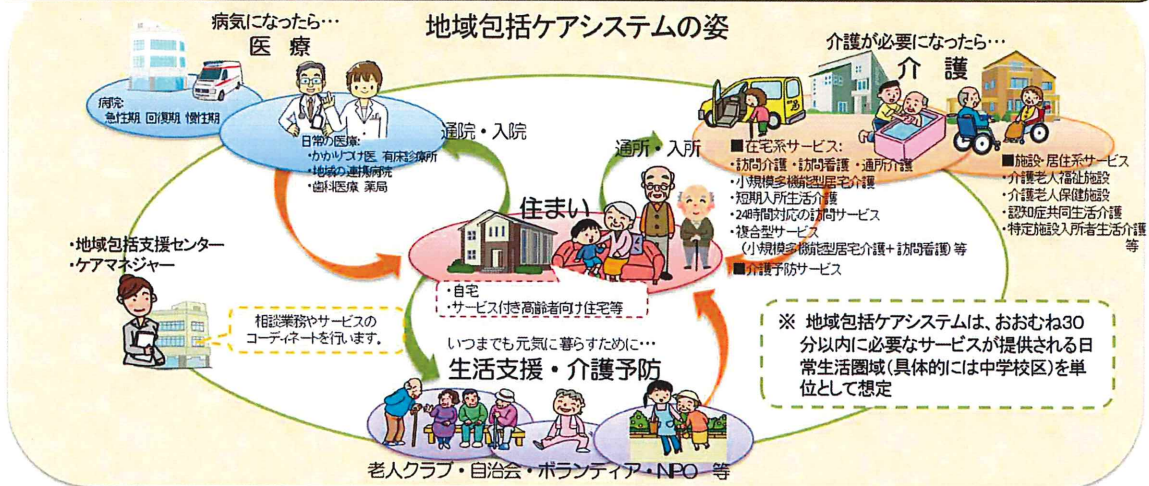 地域包括ケアシステムの姿
病気になったら…
医 療
病院:
急性期 回復期 慢性期
日常の医療:
・かかりつけ医 有床診療所
・地域の連携病院
・歯科医療 薬局
通院・入院
介護が必要になったら…
介 護
通所・入所
■在宅系サービス:
・訪問介護 ・訪問看護 ・通所介護
・小規模多機能型居宅介護
・短期入所生活介護
・24時間対応の訪問サービス
・複合型サービス
(小規模多機能型居宅介護+訪問看護) 等
■介護予防サービス
■施設・居住系サービス
・介護老人福祉施設
・介護老人保健施設
・認知症共同生活介護
・特定施設入所者生活介護
等
住まい
・自宅
・サービス付き高齢者向け住宅等
・地域包括支援センター
・ケアマネジャー
相談業務やサービスの
コーディネートを行います。
いつまでも元気に暮らすために…
生活支援・介護予防
老人クラブ・自治会・ボランティア・NPO 等
※ 地域包括ケアシステムは、おおむね30
分以内に必要なサービスが提供される日
常生活圏域(具体的には中学校区)を単
位として想定